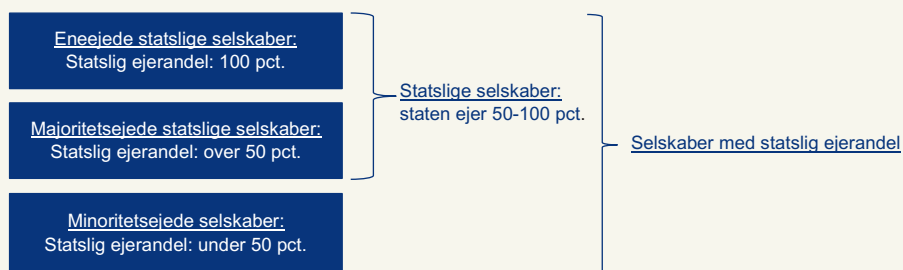 Eneejede statslige selskaber:
Statslig ejerandel: 100 pct.
Majoritetsejede statslige selskaber:
Statslig ejerandel: over 50 pct.
Minoritetsejede selskaber:
Statslig ejerandel: under 50 pct.
Statslige selskaber:
staten ejer 50-100 pct.
Selskaber med statslig ejerandel